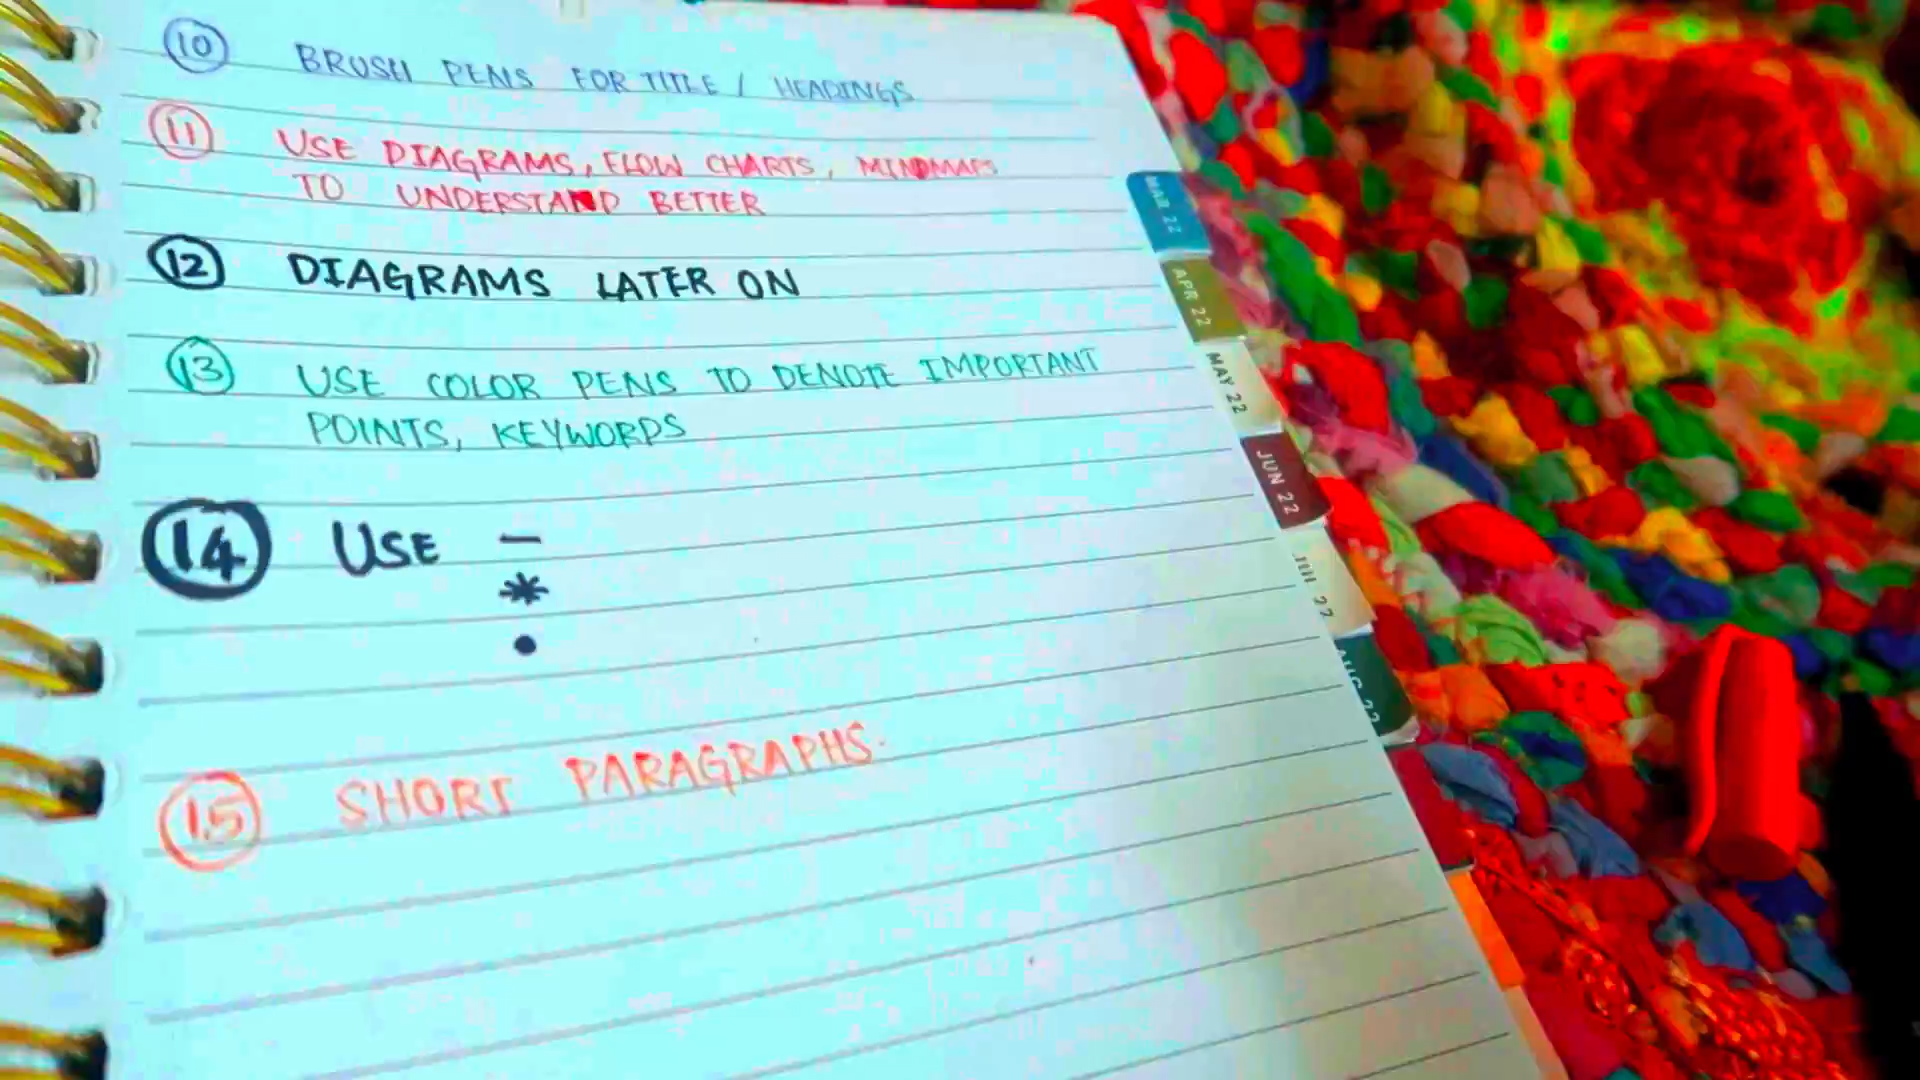 10 BRUSH PENS FOR TITLE / HEADINGS
11 USE DIAGRAMS, FLOW CHARTS, MINDMAPS
TO UNDERSTAND BETTER
12 DIAGRAMS LATER ON
13 USE COLOR PENS TO DENOTE IMPORTANT
POINTS, KEYWORDS
14 USE –
*
•
15 SHORT PARAGRAPHS.
MAR 22
APR 22
MAY 22
JUN 22
JUL 22
AUG 22